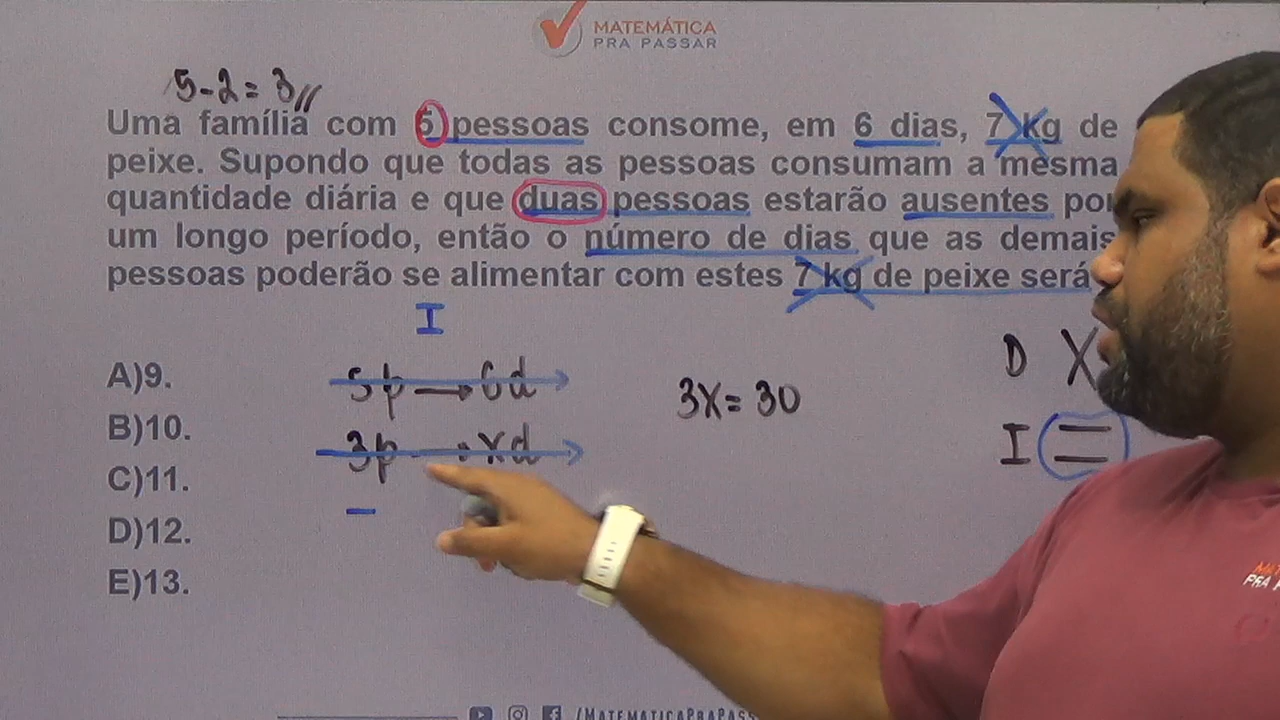 MATEMÁTICA
PRA PASSAR
5-2=3//
Uma família com 5 pessoas consome, em 6 dias, 7 kg de
peixe. Supondo que todas as pessoas consumam a mesma
quantidade diária e que duas pessoas estarão ausentes por
um longo período, então o número de dias que as demais
pessoas poderão se alimentar com estes 7 kg de peixe será
I
A)9.
B)10.
C)11.
D)12.
E)13.
5p → 6d
3p → xd
-
3x = 30
D X
I =
/MATEMATICAPRAPASS
PRA